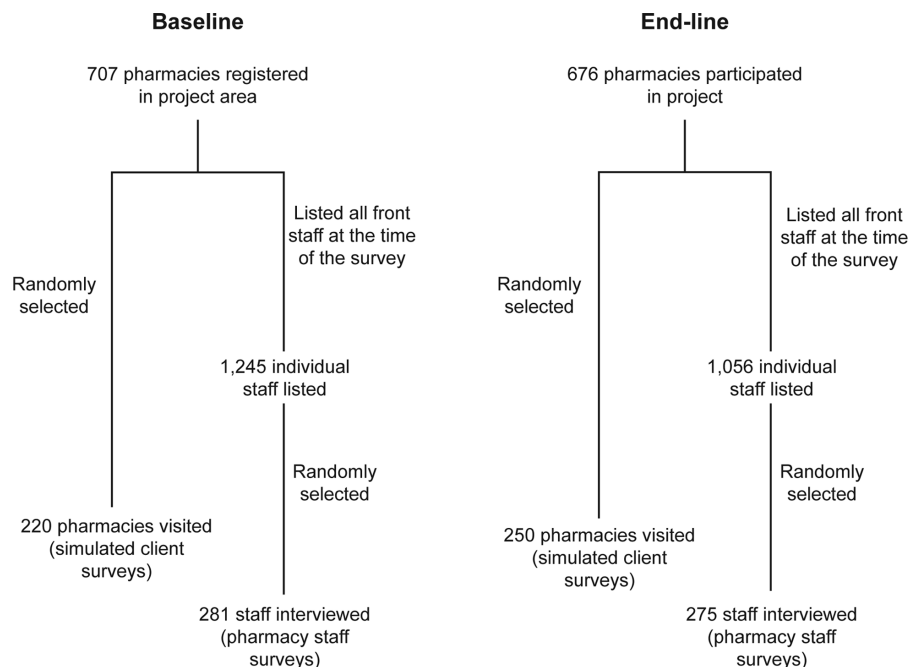 Baseline
707 pharmacies registered
in project area
Listed all front
staff at the time
of the survey
Randomly
selected
1,245 individual
staff listed
Randomly
selected
220 pharmacies visited
(simulated client
surveys)
281 staff interviewed
(pharmacy staff
surveys)
End-line
676 pharmacies participated
in project
Listed all front
staff at the time
of the survey
Randomly
selected
1,056 individual
staff listed
Randomly
selected
250 pharmacies visited
(simulated client
surveys)
275 staff interviewed
(pharmacy staff
surveys)